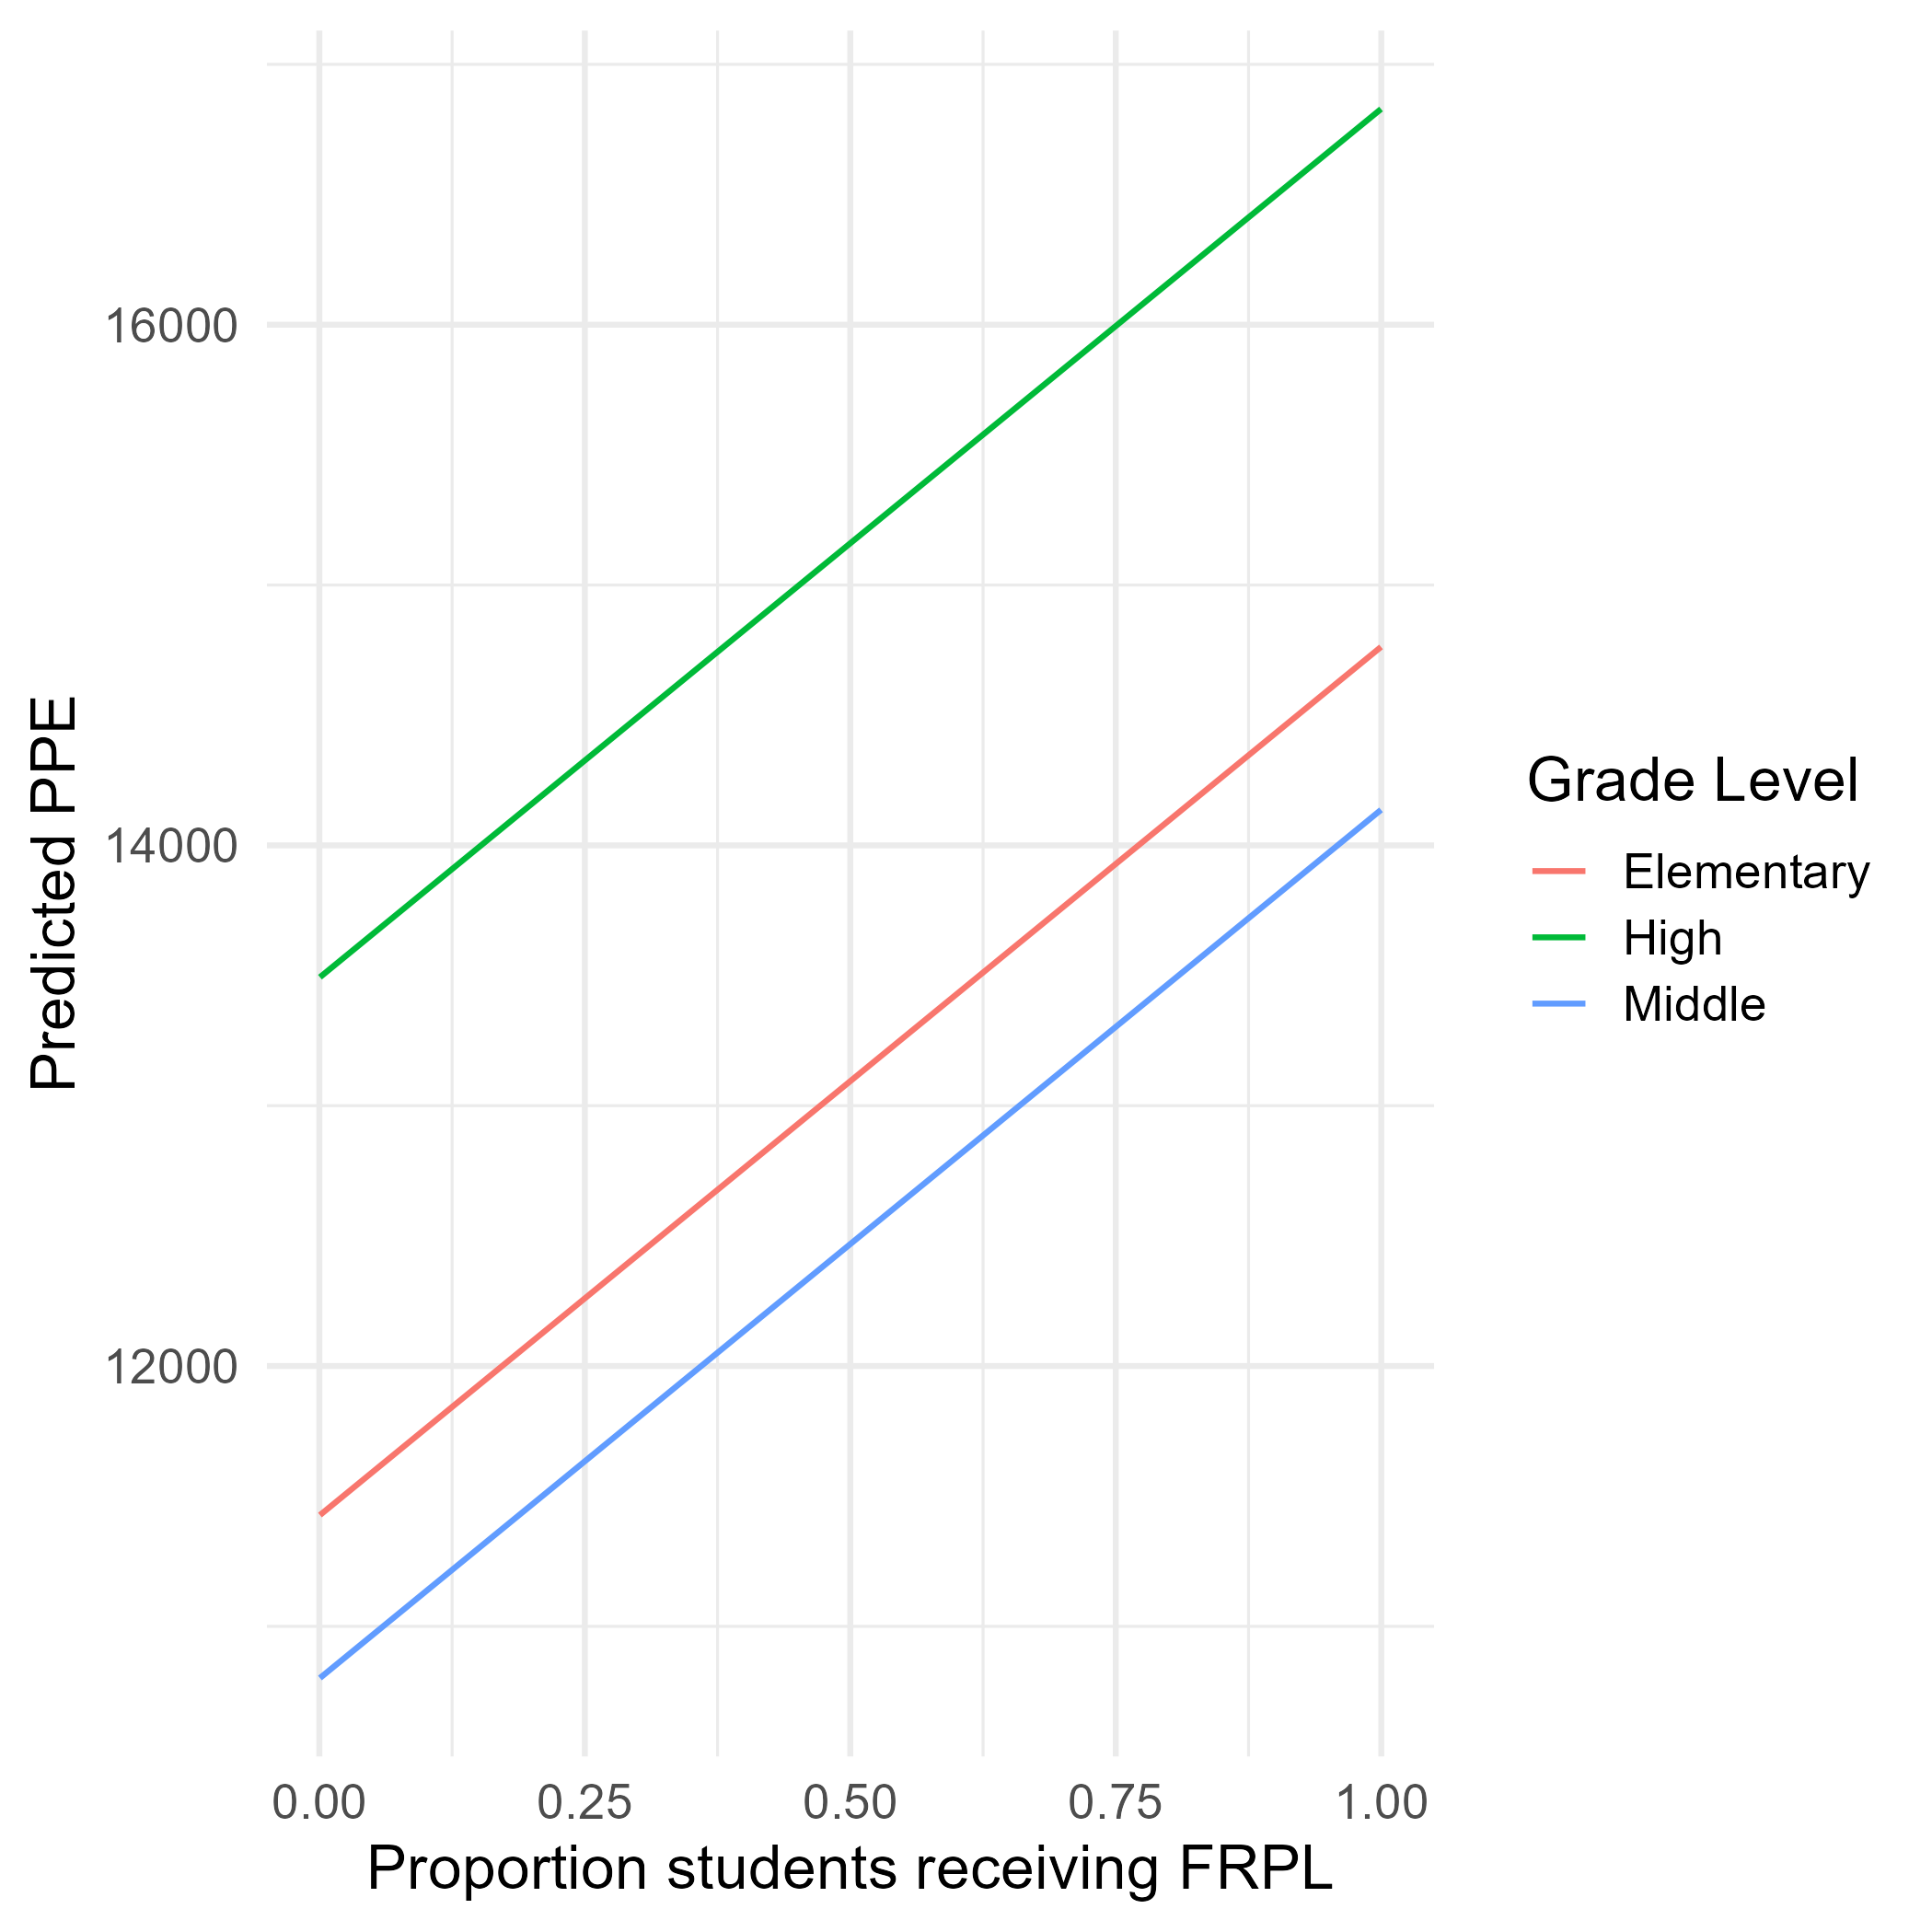 Predicted PPE
16000
14000
12000
0.00 0.25 0.50 0.75 1.00
Proportion students receiving FRPL
Grade Level
Elementary
High
Middle